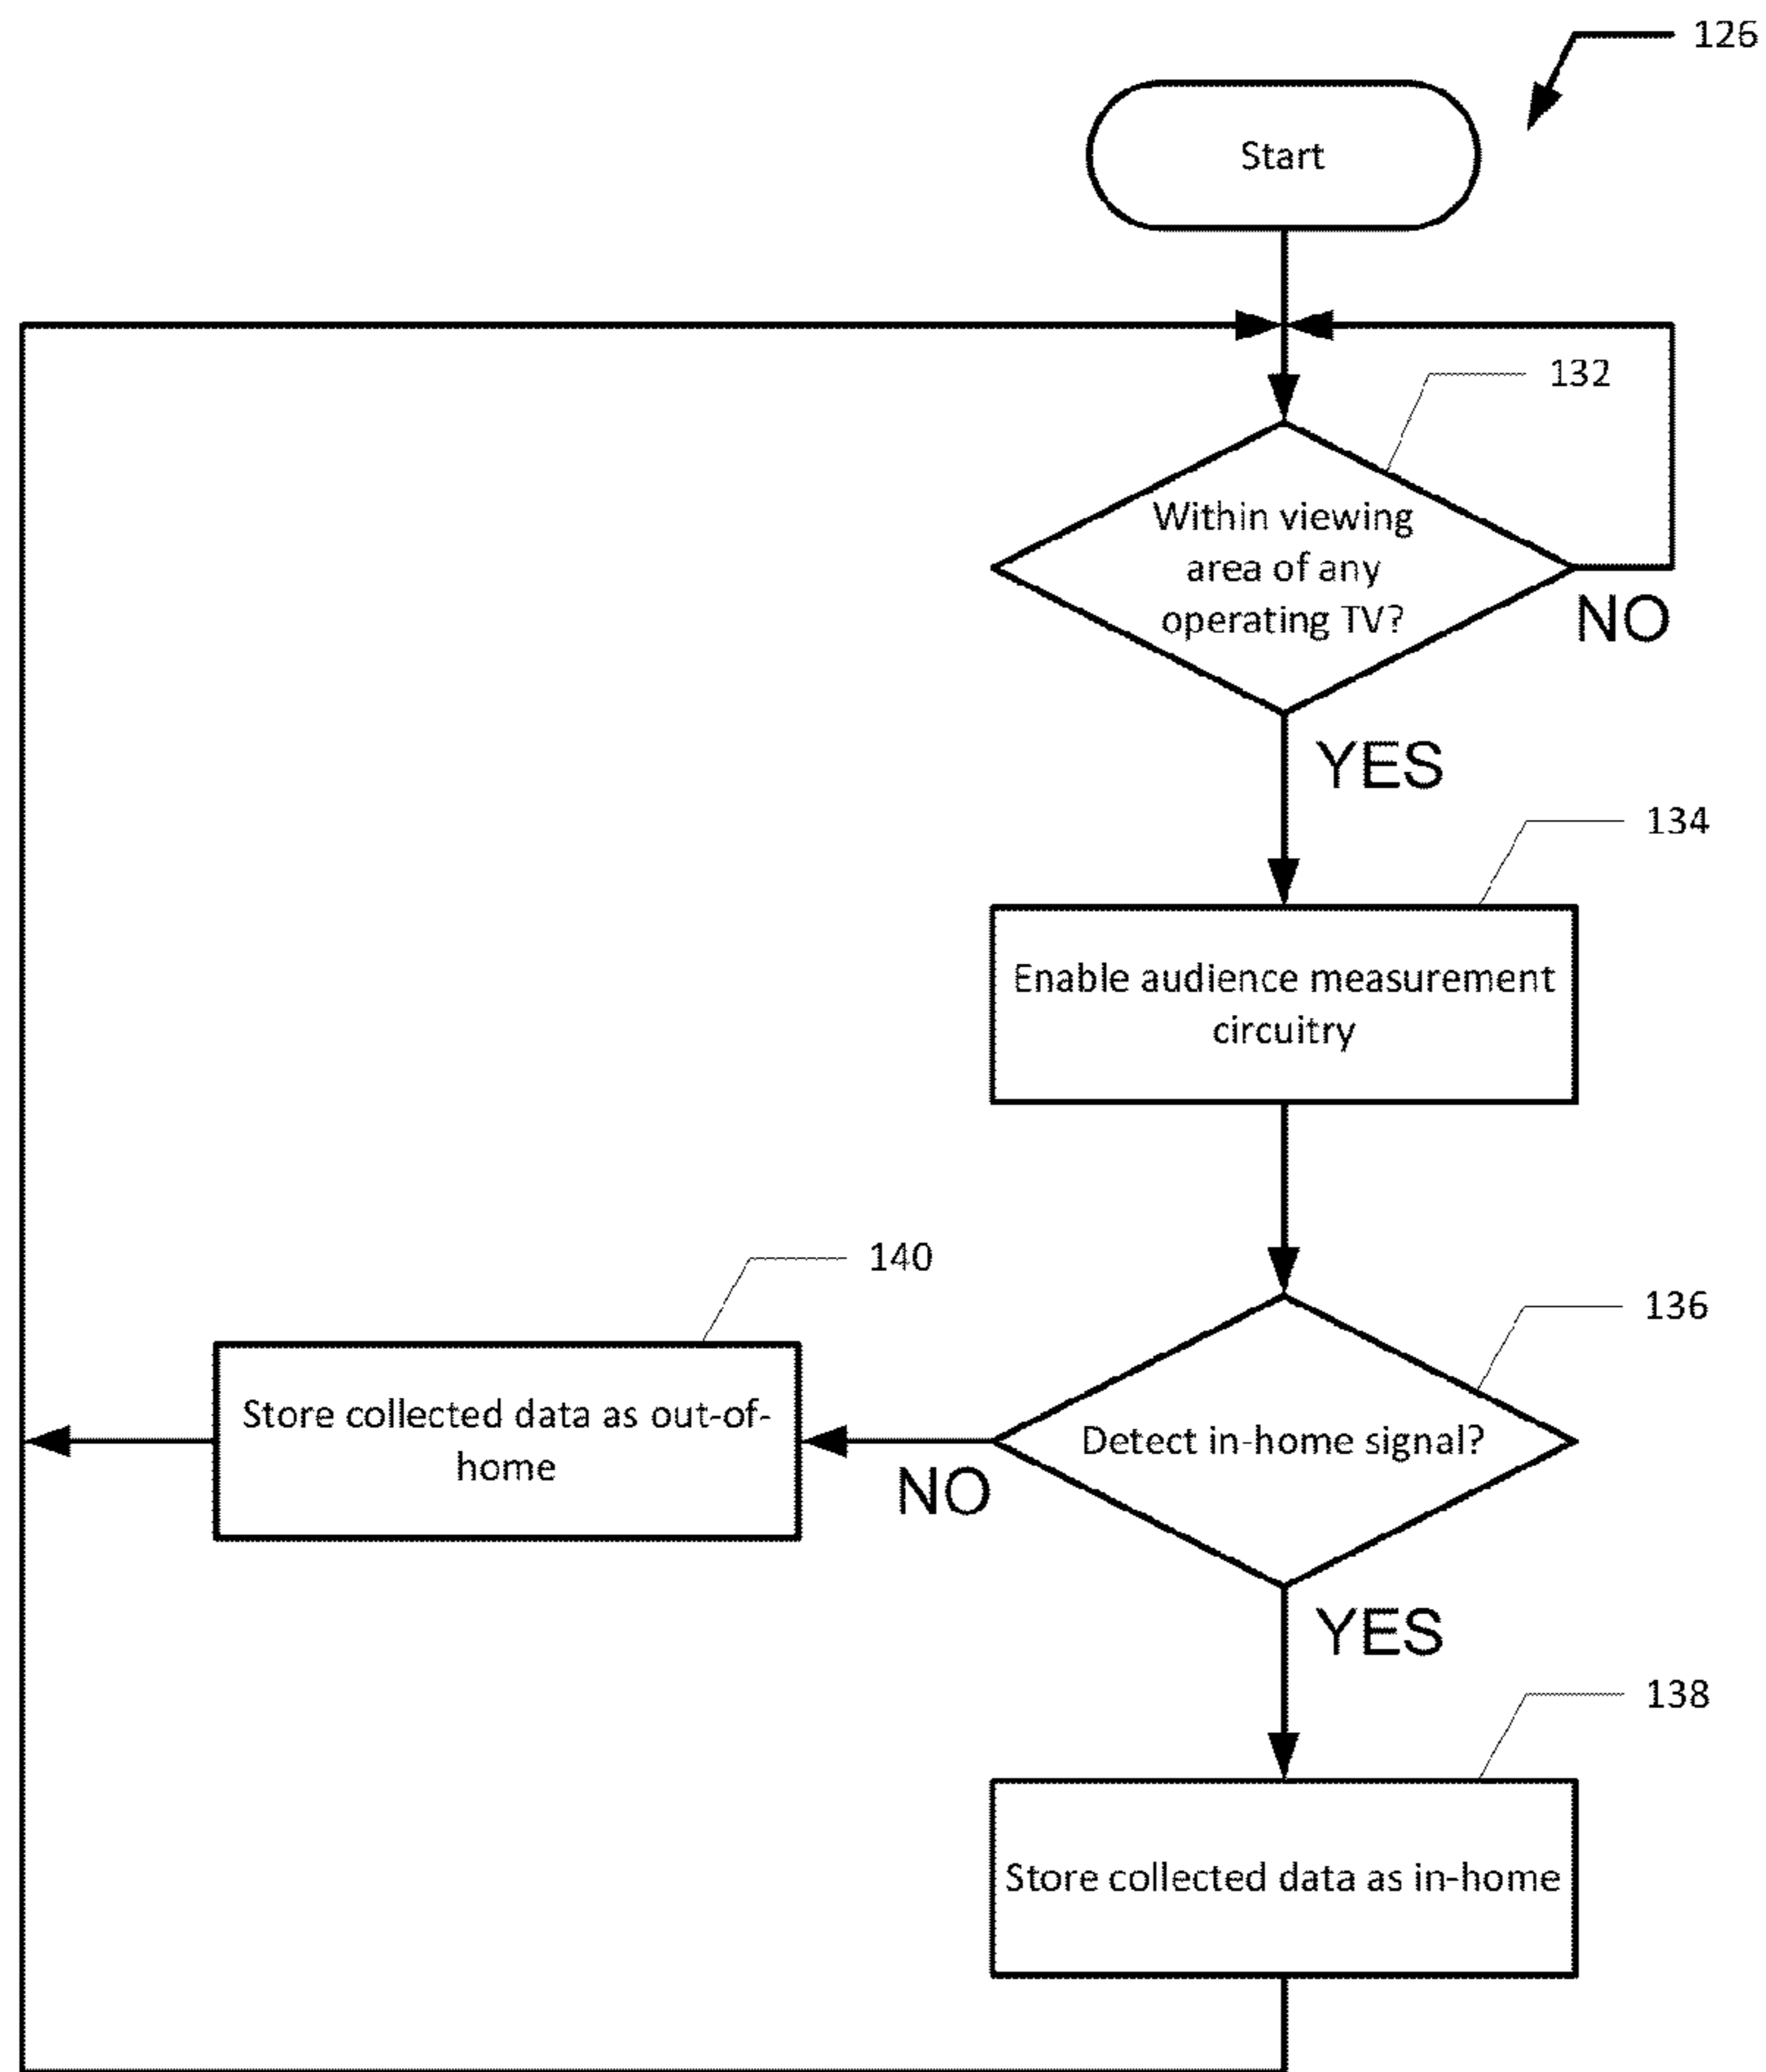 126
Start
132
Within viewing
area of any
operating TV?
NO
YES
134
Enable audience measurement
circuitry
140
136
Store collected data as out-of-
home
Detect in-home signal?
NO
YES
138
Store collected data as in-home